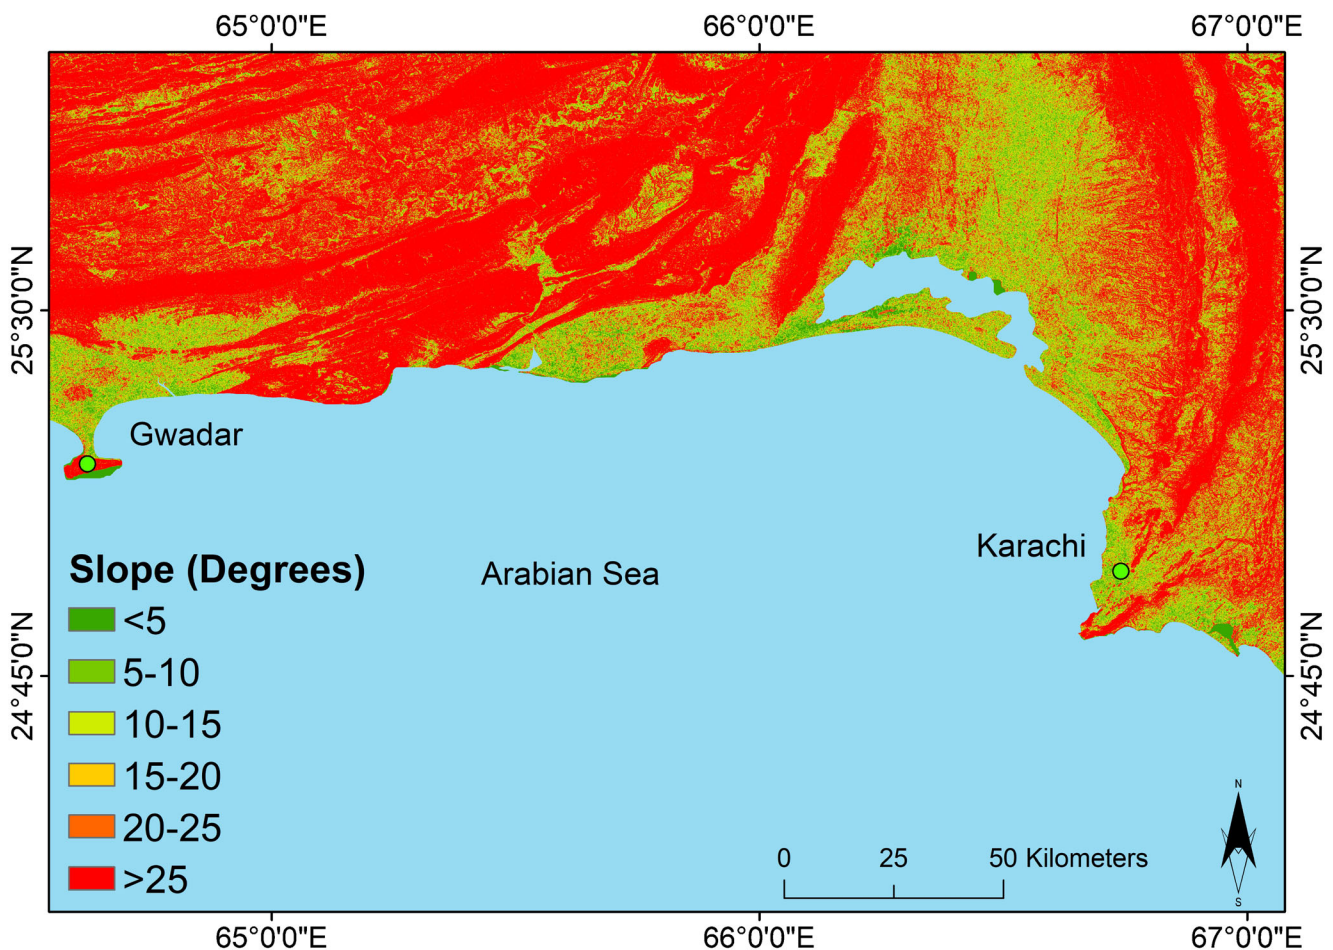 65°0'0"E 66°0'0"E 67°0'0"E
25°30'0"N 25°30'0"N
Gwadar
Karachi
Arabian Sea
Slope (Degrees)
<5
5-10
10-15
15-20
20-25
>25
24°45'0"N 24°45'0"N
N
0 25 50 Kilometers
S
65°0'0"E 66°0'0"E 67°0'0"E